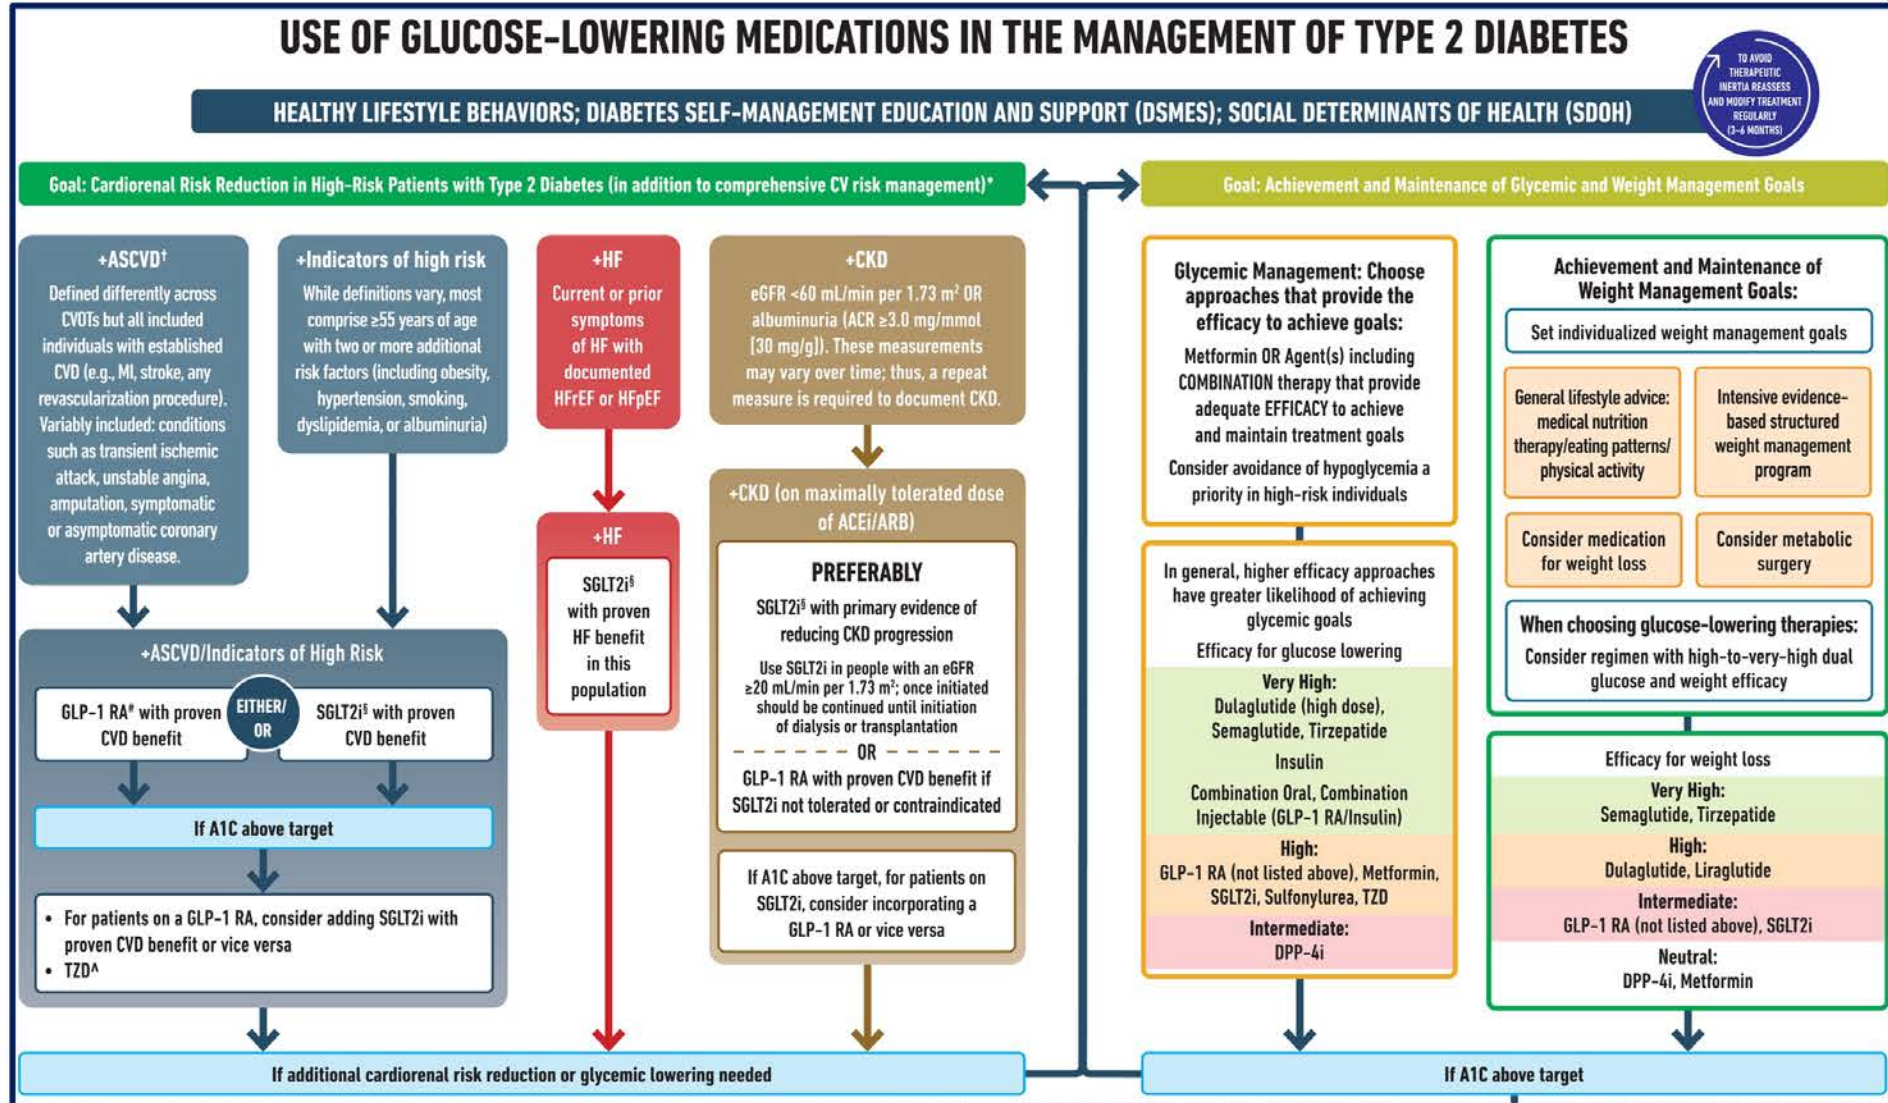 USE OF GLUCOSE-LOWERING MEDICATIONS IN THE MANAGEMENT OF TYPE 2 DIABETES
TO AVOID
THERAPEUTIC
INERTIA REASSESS
AND MODIFY TREATMENT
REGULARLY
(3-6 MONTHS)
HEALTHY LIFESTYLE BEHAVIORS; DIABETES SELF-MANAGEMENT EDUCATION AND SUPPORT (DSMES); SOCIAL DETERMINANTS OF HEALTH (SDOH)
Goal: Cardiorenal Risk Reduction in High-Risk Patients with Type 2 Diabetes (in addition to comprehensive CV risk management)*
+ASCVD†
Defined differently across
CVOTs but all included
individuals with established
CVD (e.g., MI, stroke, any
revascularization procedure).
Variably included: conditions
such as transient ischemic
attack, unstable angina,
amputation, symptomatic
or asymptomatic coronary
artery disease.
+Indicators of high risk
While definitions vary, most
comprise ≥55 years of age
with two or more additional
risk factors (including obesity,
hypertension, smoking,
dyslipidemia, or albuminuria)
+ASCVD/Indicators of High Risk
GLP-1 RA# with proven
CVD benefit
EITHER/
OR
SGLT2i§ with proven
CVD benefit
If A1C above target
• For patients on a GLP-1 RA, consider adding SGLT2i with
proven CVD benefit or vice versa
• TZD^
+HF
Current or prior
symptoms
of HF with
documented
HFrEF or HFpEF
+HF
SGLT2i§
with proven
HF benefit
in this
population
+CKD
eGFR <60 mL/min per 1.73 m² OR
albuminuria (ACR ≥3.0 mg/mmol
[30 mg/g]). These measurements
may vary over time; thus, a repeat
measure is required to document CKD.
+CKD (on maximally tolerated dose
of ACEi/ARB)
PREFERABLY
SGLT2i§ with primary evidence of
reducing CKD progression
Use SGLT2i in people with an eGFR
≥20 mL/min per 1.73 m²; once initiated
should be continued until initiation
of dialysis or transplantation
OR
GLP-1 RA with proven CVD benefit if
SGLT2i not tolerated or contraindicated
If A1C above target, for patients on
SGLT2i, consider incorporating a
GLP-1 RA or vice versa
If additional cardiorenal risk reduction or glycemic lowering needed
Goal: Achievement and Maintenance of Glycemic and Weight Management Goals
Glycemic Management: Choose
approaches that provide the
efficacy to achieve goals:
Metformin OR Agent(s) including
COMBINATION therapy that provide
adequate EFFICACY to achieve
and maintain treatment goals
Consider avoidance of hypoglycemia a
priority in high-risk individuals
In general, higher efficacy approaches
have greater likelihood of achieving
glycemic goals
Efficacy for glucose lowering
Very High:
Dulaglutide (high dose),
Semaglutide, Tirzepatide
Insulin
Combination Oral, Combination
Injectable (GLP-1 RA/Insulin)
High:
GLP-1 RA (not listed above), Metformin,
SGLT2i, Sulfonylurea, TZD
Intermediate:
DPP-4i
Achievement and Maintenance of
Weight Management Goals:
Set individualized weight management goals
General lifestyle advice:
medical nutrition
therapy/eating patterns/
physical activity
Intensive evidence-
based structured
weight management
program
Consider medication
for weight loss
Consider metabolic
surgery
When choosing glucose-lowering therapies:
Consider regimen with high-to-very-high dual
glucose and weight efficacy
Efficacy for weight loss
Very High:
Semaglutide, Tirzepatide
High:
Dulaglutide, Liraglutide
Intermediate:
GLP-1 RA (not listed above), SGLT2i
Neutral:
DPP-4i, Metformin
If A1C above target